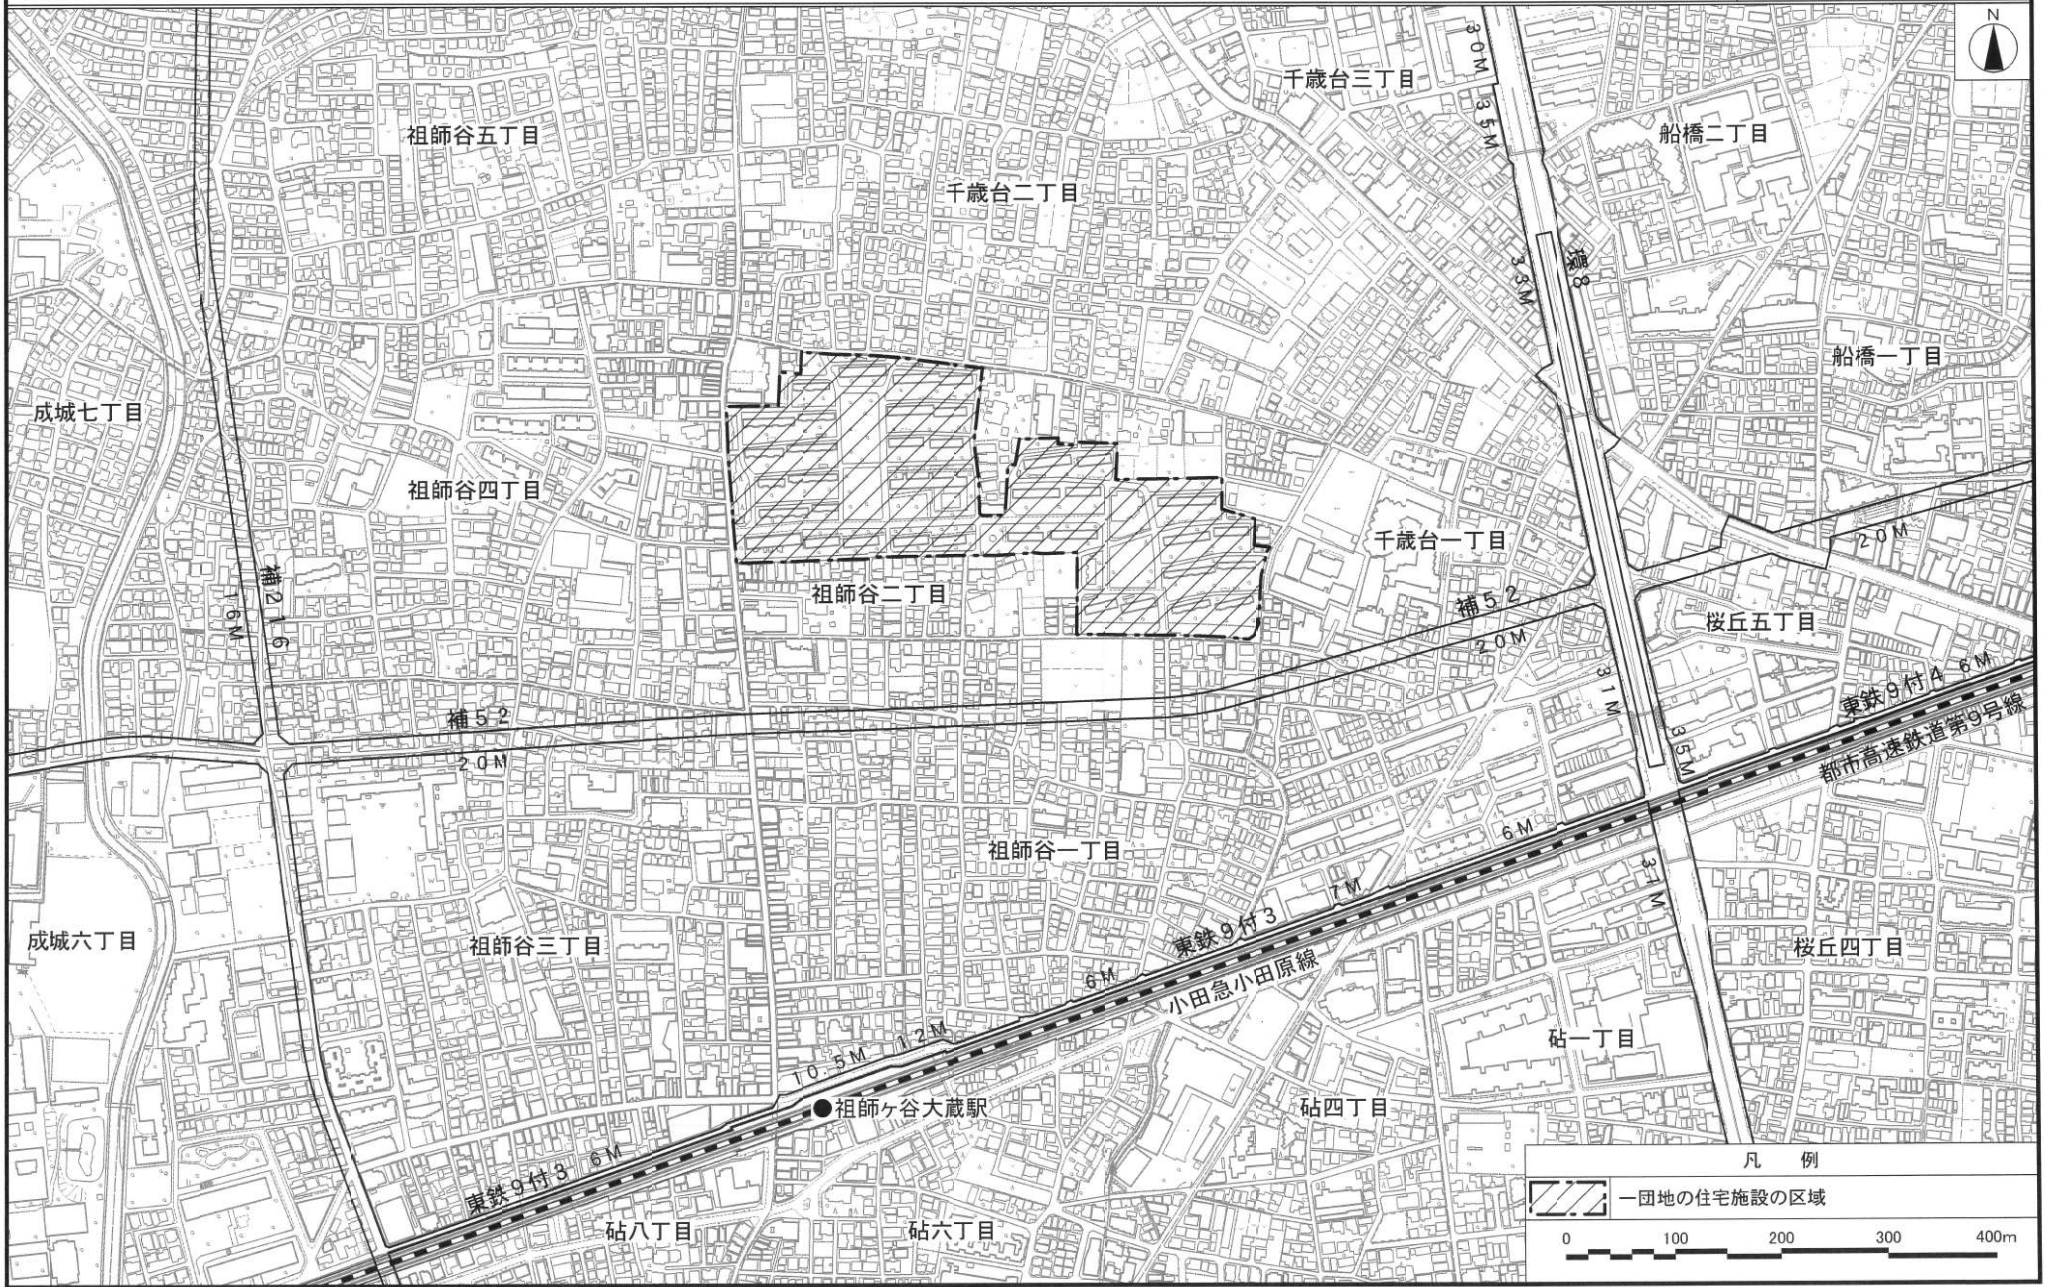 N
千歳台三丁目
30M
35M
船橋二丁目
祖師谷五丁目
千歳台二丁目
環8
33M
船橋一丁目
成城七丁目
祖師谷四丁目
千歳台一丁目
20M
補216
16M
祖師谷二丁目
補52
20M
桜丘五丁目
31M
35M
東鉄9付4 6M
都市高速鉄道第9号線
補52
20M
6M
祖師谷一丁目
7M
31M
東鉄9付3
成城六丁目
祖師谷三丁目
桜丘四丁目
6M
小田急小田原線
砧一丁目
10.5M 12M
祖師ヶ谷大蔵駅
砧四丁目
東鉄9付3 6M
砧八丁目
砧六丁目
凡 例
一団地の住宅施設の区域
0 100 200 300 400m